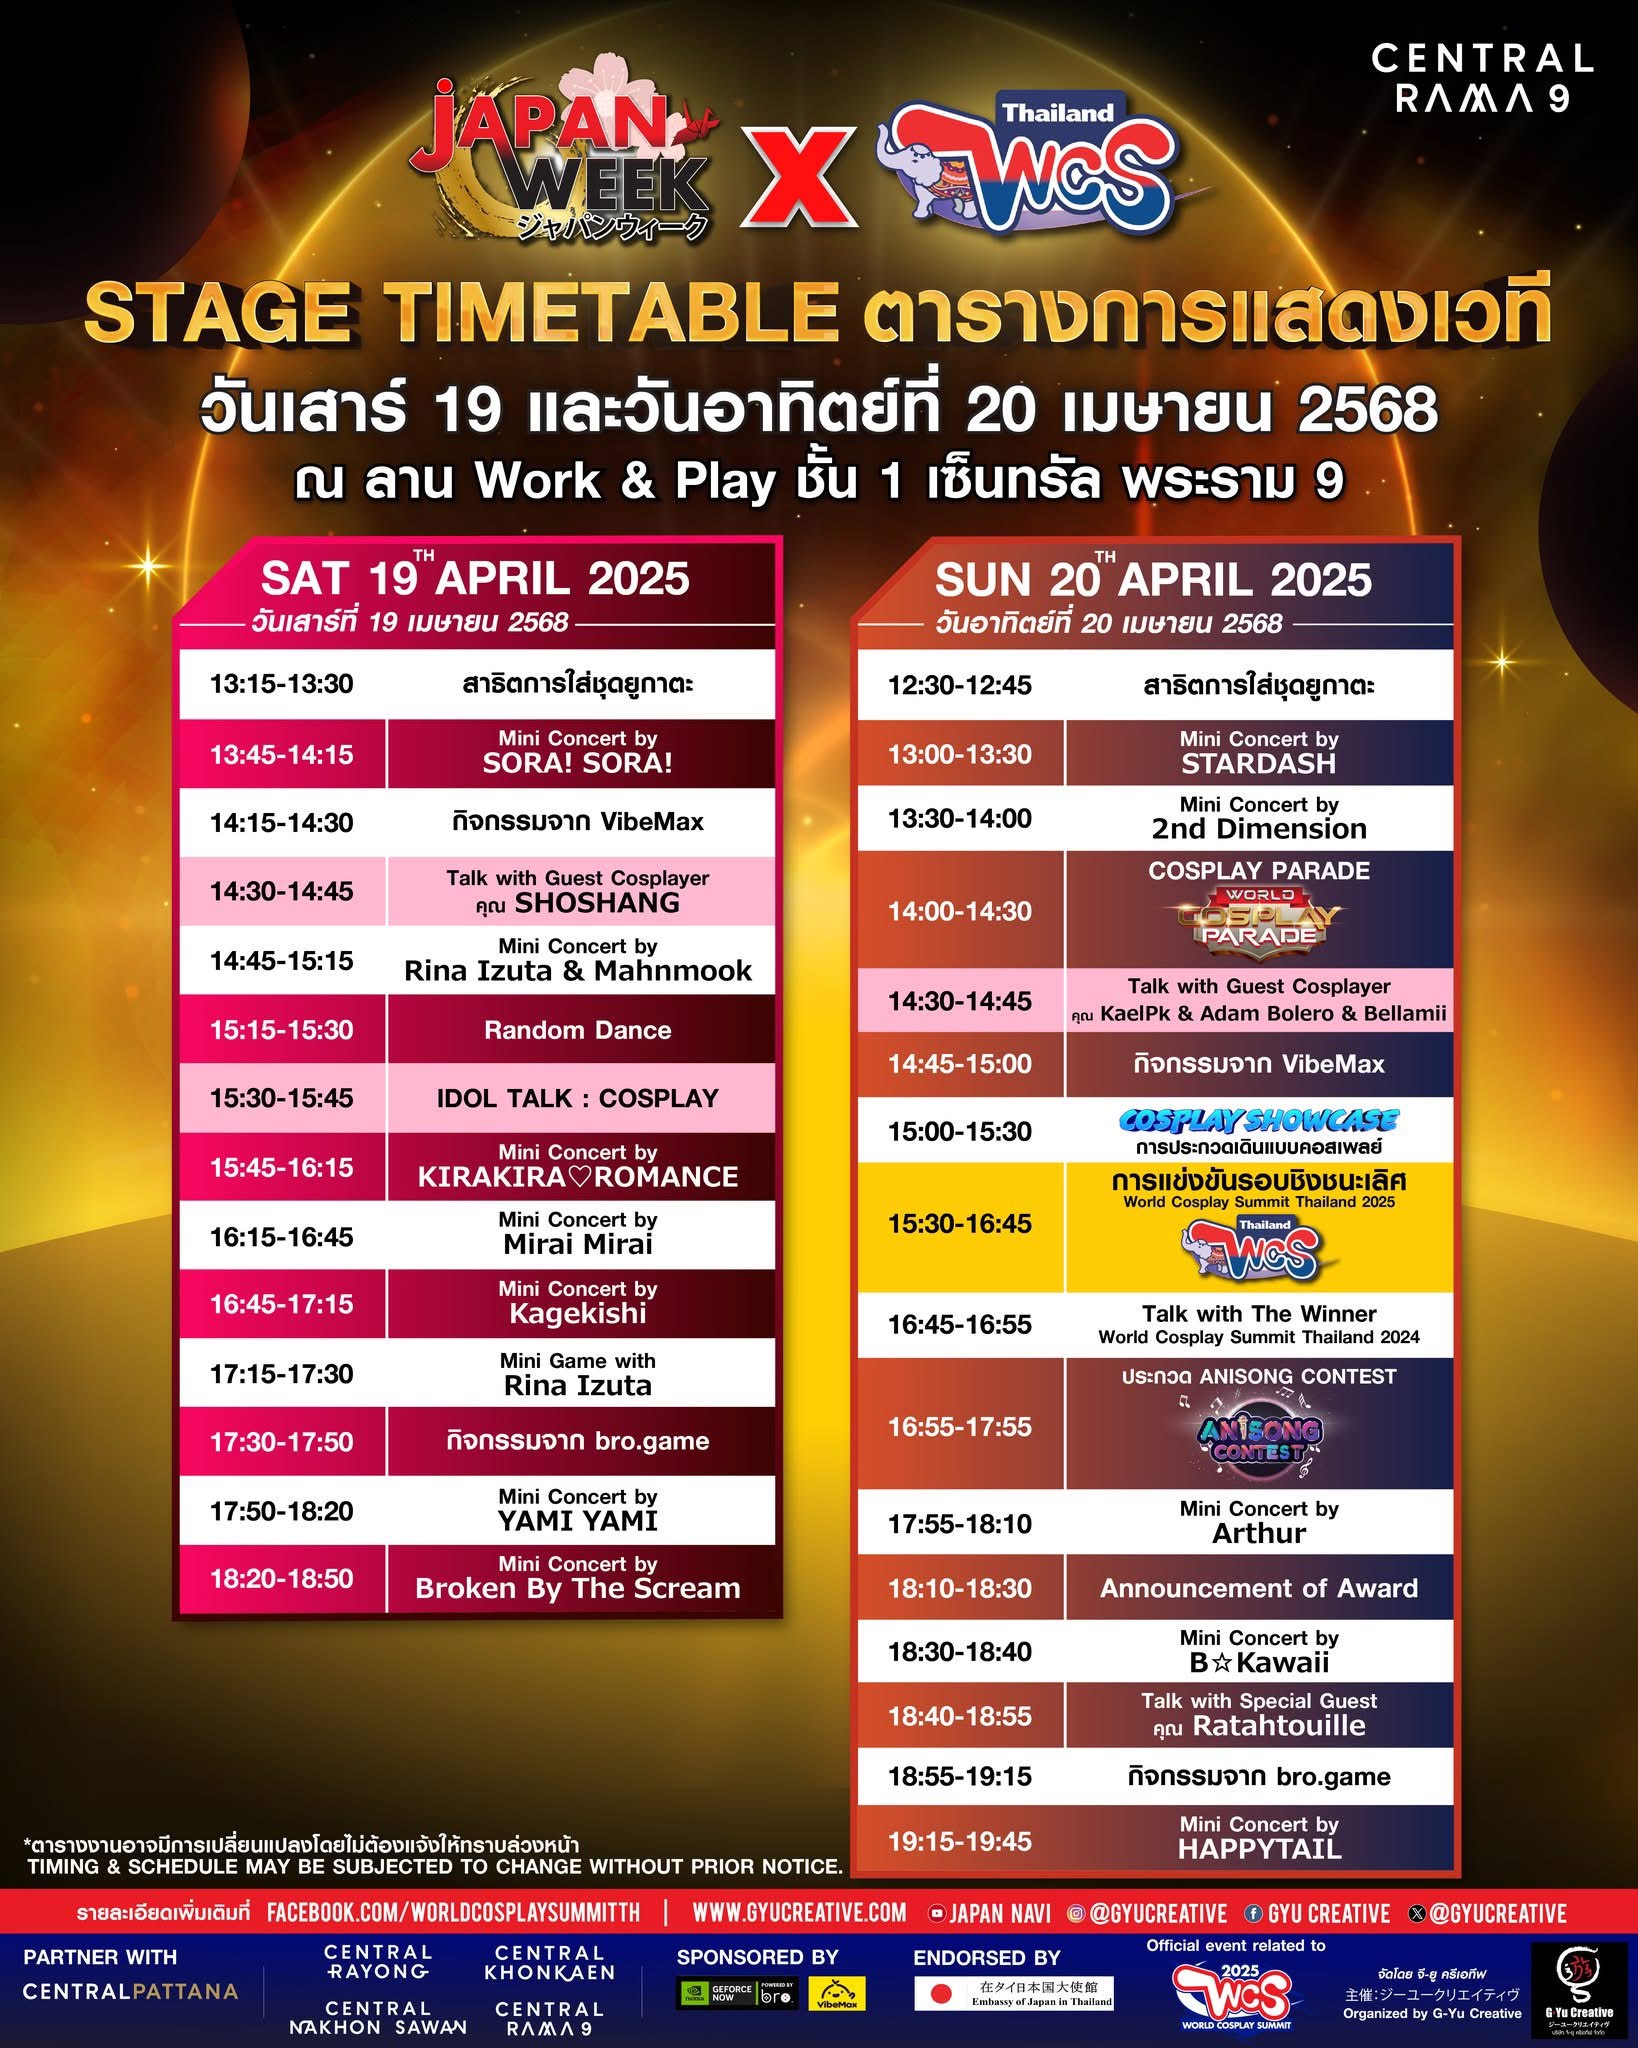 CENTRAL
RAMA 9
JAPAN
WEEK
ジャパンウィーク
X
Thailand
WCS
STAGE TIMETABLE ตารางการแสดงเวที
วันเสาร์ 19 และวันอาทิตย์ที่ 20 เมษายน 2568
ณ ลาน Work & Play ชั้น 1 เซ็นทรัล พระราม 9
SAT 19TH APRIL 2025
วันเสาร์ที่ 19 เมษายน 2568
13:15-13:30 สาธิตการใส่ชุดยูกาตะ
13:45-14:15 Mini Concert by
SORA! SORA!
14:15-14:30 กิจกรรมจาก VibeMax
14:30-14:45 Talk with Guest Cosplayer
คุณ SHOSHANG
14:45-15:15 Mini Concert by
Rina Izuta & Mahnmook
15:15-15:30 Random Dance
15:30-15:45 IDOL TALK : COSPLAY
15:45-16:15 Mini Concert by
KIRAKIRA♡ROMANCE
16:15-16:45 Mini Concert by
Mirai Mirai
16:45-17:15 Mini Concert by
Kagekishi
17:15-17:30 Mini Game with
Rina Izuta
17:30-17:50 กิจกรรมจาก bro.game
17:50-18:20 Mini Concert by
YAMI YAMI
18:20-18:50 Mini Concert by
Broken By The Scream
SUN 20TH APRIL 2025
วันอาทิตย์ที่ 20 เมษายน 2568
12:30-12:45 สาธิตการใส่ชุดยูกาตะ
13:00-13:30 Mini Concert by
STARDASH
13:30-14:00 Mini Concert by
2nd Dimension
14:00-14:30 COSPLAY PARADE
WORLD
COSPLAY
PARADE
14:30-14:45 Talk with Guest Cosplayer
คุณ KaelPk & Adam Bolero & Bellamii
14:45-15:00 กิจกรรมจาก VibeMax
15:00-15:30 COSPLAY SHOWCASE
การประกวดเดินแบบคอสเพลย์
15:30-16:45 การแข่งขันรอบชิงชนะเลิศ
World Cosplay Summit Thailand 2025
Thailand
WCS
16:45-16:55 Talk with The Winner
World Cosplay Summit Thailand 2024
16:55-17:55 ประกวด ANISONG CONTEST
ANISONG
CONTEST
17:55-18:10 Mini Concert by
Arthur
18:10-18:30 Announcement of Award
18:30-18:40 Mini Concert by
B☆Kawaii
18:40-18:55 Talk with Special Guest
คุณ Ratahtouille
18:55-19:15 กิจกรรมจาก bro.game
19:15-19:45 Mini Concert by
HAPPYTAIL
*ตารางงานอาจมีการเปลี่ยนแปลงโดยไม่ต้องแจ้งให้ทราบล่วงหน้า
TIMING & SCHEDULE MAY BE SUBJECTED TO CHANGE WITHOUT PRIOR NOTICE.
รายละเอียดเพิ่มเติมที่ FACEBOOK.COM/WORLDCOSPLAYSUMMITTH | WWW.GYUCREATIVE.COM JAPAN NAVI @GYUCREATIVE GYU CREATIVE @GYUCREATIVE
PARTNER WITH
CENTRALPATTANA
CENTRAL
RAYONG
CENTRAL
KHONKAEN
CENTRAL
NAKHON SAWAN
CENTRAL
RAMA 9
SPONSORED BY
NVIDIA
GEFORCE
NOW
POWERED BY
bro.
VibeMax
ENDORSED BY
在タイ日本国大使館
Embassy of Japan in Thailand
Official event related to
2025
WCS
WORLD COSPLAY SUMMIT
จัดโดย จี-ยู ครีเอทีฟ
主催:ジーユークリエイティヴ
Organized by G-Yu Creative
G-Yu Creative
ジーユークリエイティヴ
บริษัท จี-ยู ครีเอทีฟ จำกัด